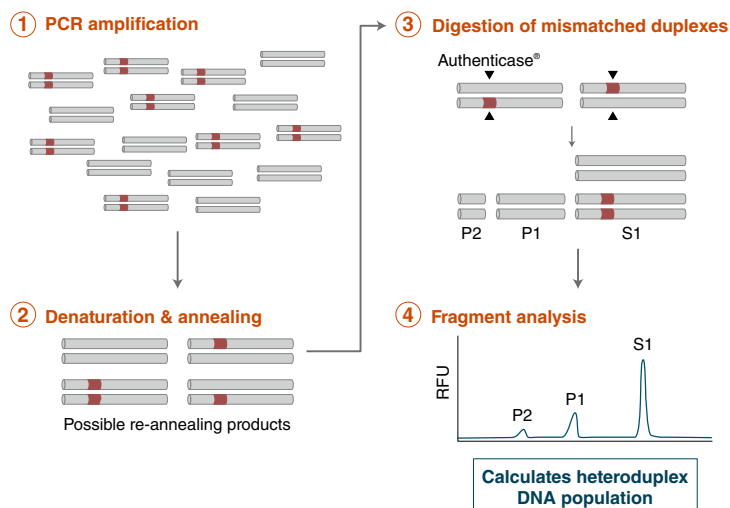 1 PCR amplification
2 Denaturation & annealing
Possible re-annealing products
3 Digestion of mismatched duplexes
Authenticase®
P2 P1 S1
4 Fragment analysis
RFU
P2 P1 S1
Calculates heteroduplex
DNA population